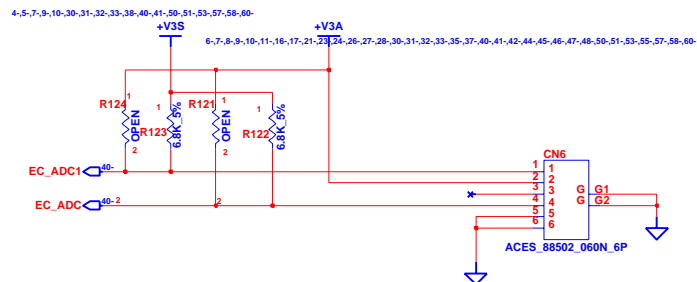 4-,5-,7-,9-,10-,30-,31-,32-,33-,38-,40-,41-,50-,51-,53-,57-,58-,60-
+V3S
+V3A
6-,7-,8-,9-,10-,11-,16-,17-,21-,23-,24-,26-,27-,28-,30-,31-,32-,33-,35-,37-,40-,41-,42-,44-,45-,46-,47-,48-,50-,51-,53-,55-,57-,58-,60-
R124 1 OPEN 2
R123 1 6.8K_5%
R121 1 OPEN 2
R122 1 6.8K_5%
CN6
EC_ADC1 40-
EC_ADC 40- 2
1 1
2 2
3 3
4 4
5 5
6 6
G G1
G G2
ACES_88502_060N_6P